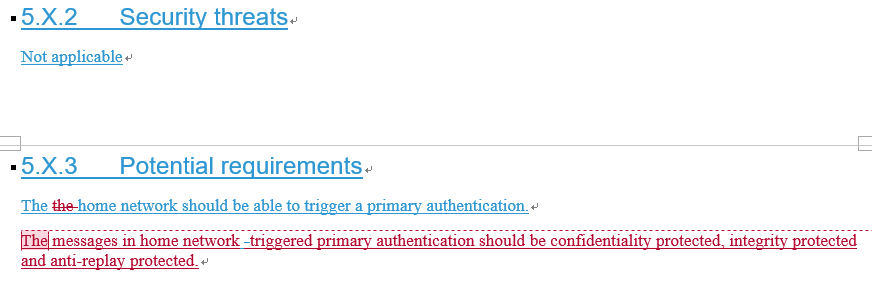 5.X.2 Security threats
Not applicable
5.X.3 Potential requirements
The the home network should be able to trigger a primary authentication.
The messages in home network -triggered primary authentication should be confidentiality protected, integrity protected
and anti-replay protected.